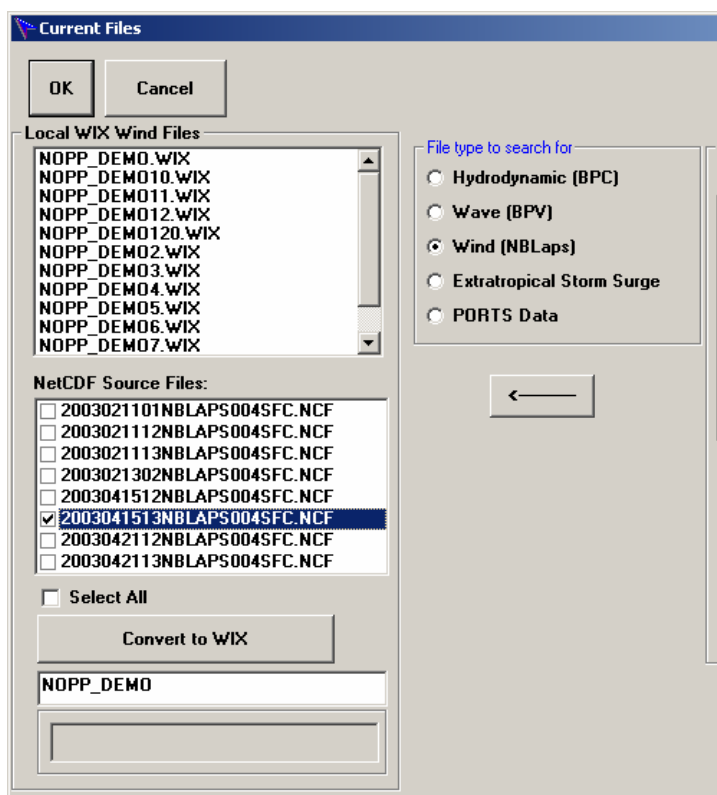 Current Files
OK
Cancel
Local WIX Wind Files
NOPP_DEMO.WIX
NOPP_DEMO10.WIX
NOPP_DEMO11.WIX
NOPP_DEMO12.WIX
NOPP_DEMO120.WIX
NOPP_DEMO2.WIX
NOPP_DEMO3.WIX
NOPP_DEMO4.WIX
NOPP_DEMO5.WIX
NOPP_DEMO6.WIX
NOPP_DEMO7.WIX
File type to search for
Hydrodynamic (BPC)
Wave (BPV)
Wind (NBLaps)
Extratropical Storm Surge
PORTS Data
NetCDF Source Files:
2003021101NBLAPS004SFC.NCF
2003021112NBLAPS004SFC.NCF
2003021113NBLAPS004SFC.NCF
2003021302NBLAPS004SFC.NCF
2003041512NBLAPS004SFC.NCF
2003041513NBLAPS004SFC.NCF
2003042112NBLAPS004SFC.NCF
2003042113NBLAPS004SFC.NCF
Select All
Convert to WIX
NOPP_DEMO